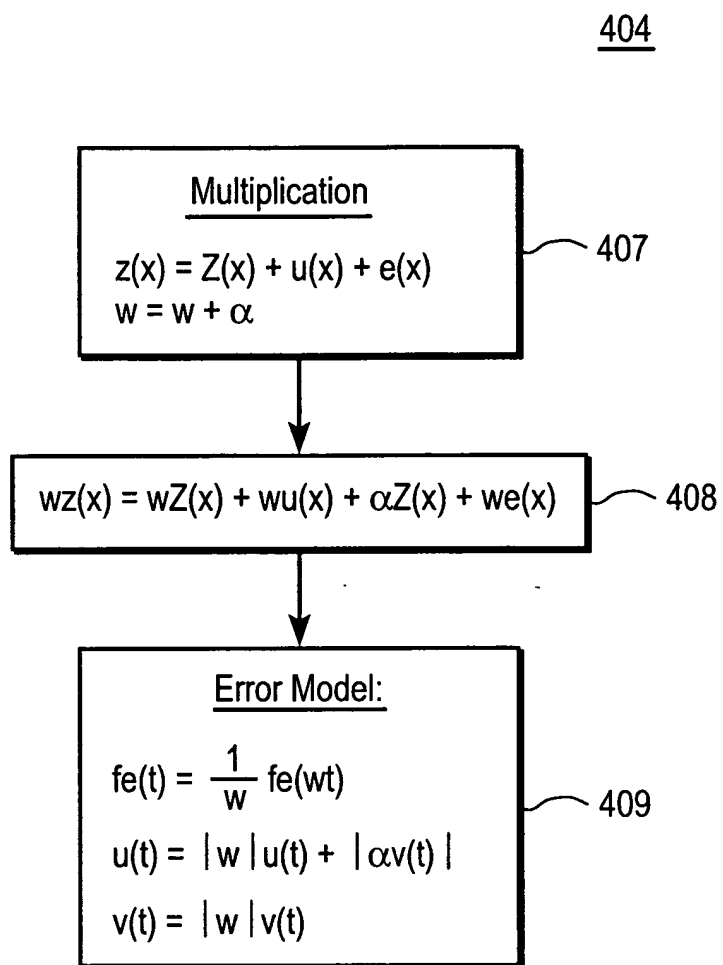 404
Multiplication
z(x) = Z(x) + u(x) + e(x)
w = w + α
407
wz(x) = wZ(x) + wu(x) + αZ(x) + we(x)
408
Error Model:
fe(t) = 1/w fe(wt)
u(t) = |w|u(t) + |αv(t)|
v(t) = |w|v(t)
409